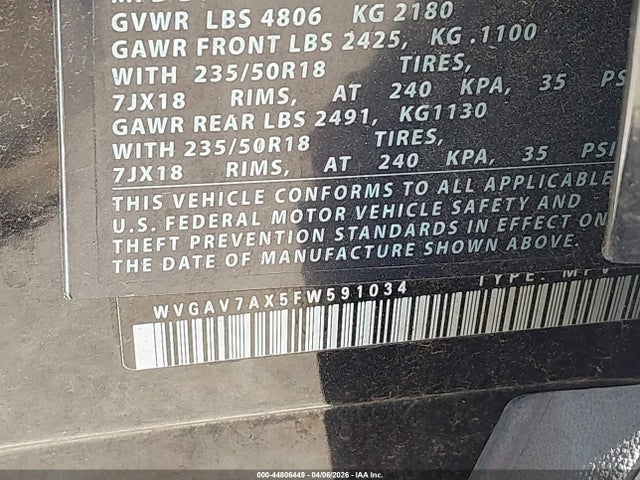 GVWR LBS 4806 KG 2180
GAWR FRONT LBS 2425, KG .1100
WITH 235/50R18 TIRES,
7JX18 RIMS, AT 240 KPA, 35 PSI
GAWR REAR LBS 2491, KG1130
WITH 235/50R18 TIRES,
7JX18 RIMS, AT 240 KPA, 35 PSI
THIS VEHICLE CONFORMS TO ALL APPLICABLE
U.S. FEDERAL MOTOR VEHICLE SAFETY AND
THEFT PREVENTION STANDARDS IN EFFECT ON
THE DATE OF MANUFACTURE SHOWN ABOVE.
WVGAV7AX5FW591034 TYPE: MPV
000-44806449 - 04/06/2026 - IAA Inc.